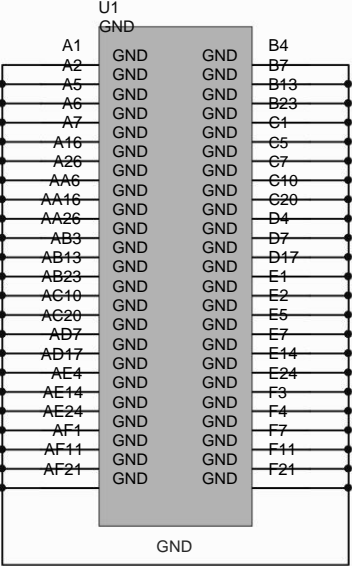 U1
GND
A1 GND GND B4
A2 GND GND B7
A5 GND GND B13
A6 GND GND B23
A7 GND GND C1
A16 GND GND C5
A26 GND GND C7
AA6 GND GND C10
AA16 GND GND C20
AA26 GND GND D4
AB3 GND GND D7
AB13 GND GND D17
AB23 GND GND E1
AC10 GND GND E2
AC20 GND GND E5
AD7 GND GND E7
AD17 GND GND E14
AE4 GND GND E24
AE14 GND GND F3
AE24 GND GND F4
AF1 GND GND F7
AF11 GND GND F11
AF21 GND GND F21
GND